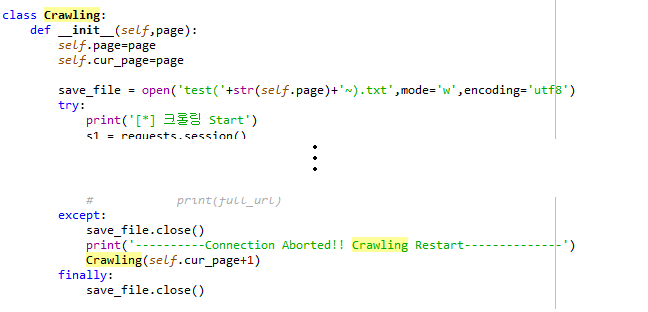 class Crawling:
    def __init__(self,page):
        self.page=page
        self.cur_page=page
        save_file = open('test('+str(self.page)+'~).txt',mode='w',encoding='utf8')
        try:
            print('[*] 크롤링 Start')
            s1 = requests.session()
            #            print(full_url)
        except:
            save_file.close()
            print('----------Connection Aborted!! Crawling Restart--------------')
            Crawling(self.cur_page+1)
        finally:
            save_file.close()